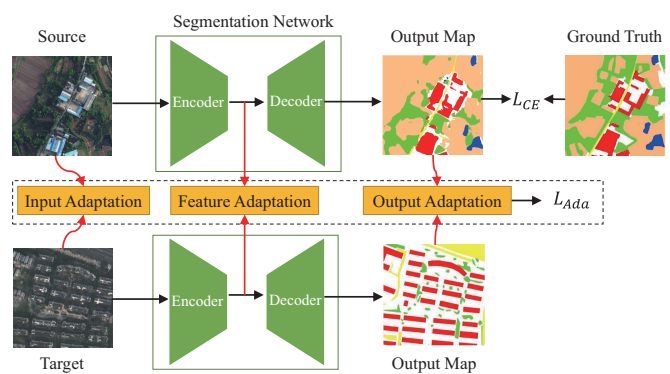 Segmentation Network
Source
Output Map
Ground Truth
Encoder
Decoder
L_CE
Input Adaptation
Feature Adaptation
Output Adaptation
L_Ada
Encoder
Decoder
Target
Output Map